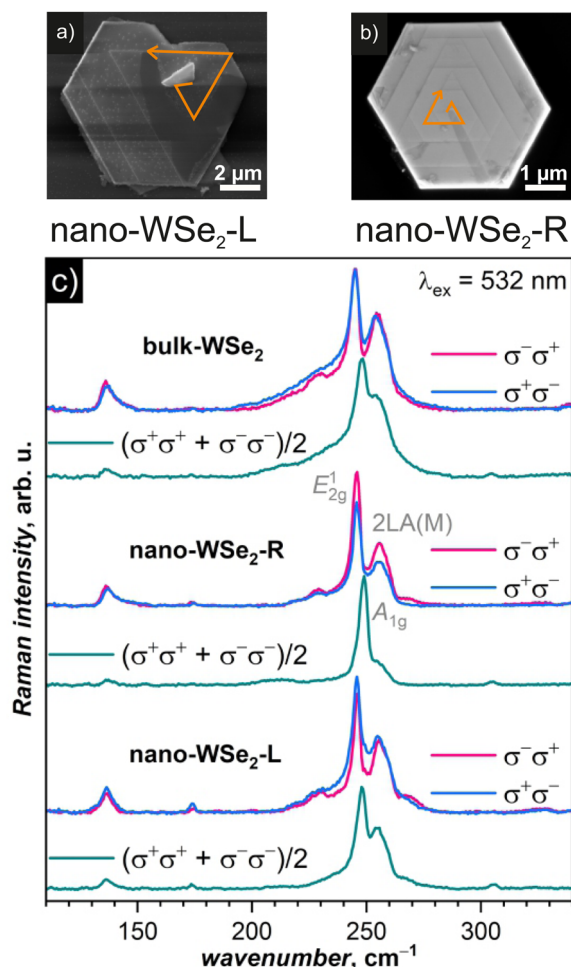 a)
2 µm
b)
1 µm
nano-WSe₂-L
nano-WSe₂-R
c)
λex = 532 nm
bulk-WSe₂
σ⁻σ⁺
σ⁺σ⁻
(σ⁺σ⁺ + σ⁻σ⁻)/2
E¹2g
2LA(M)
nano-WSe₂-R
σ⁻σ⁺
σ⁺σ⁻
A1g
(σ⁺σ⁺ + σ⁻σ⁻)/2
nano-WSe₂-L
σ⁻σ⁺
σ⁺σ⁻
(σ⁺σ⁺ + σ⁻σ⁻)/2
Raman intensity, arb. u.
150 200 250 300
wavenumber, cm⁻¹